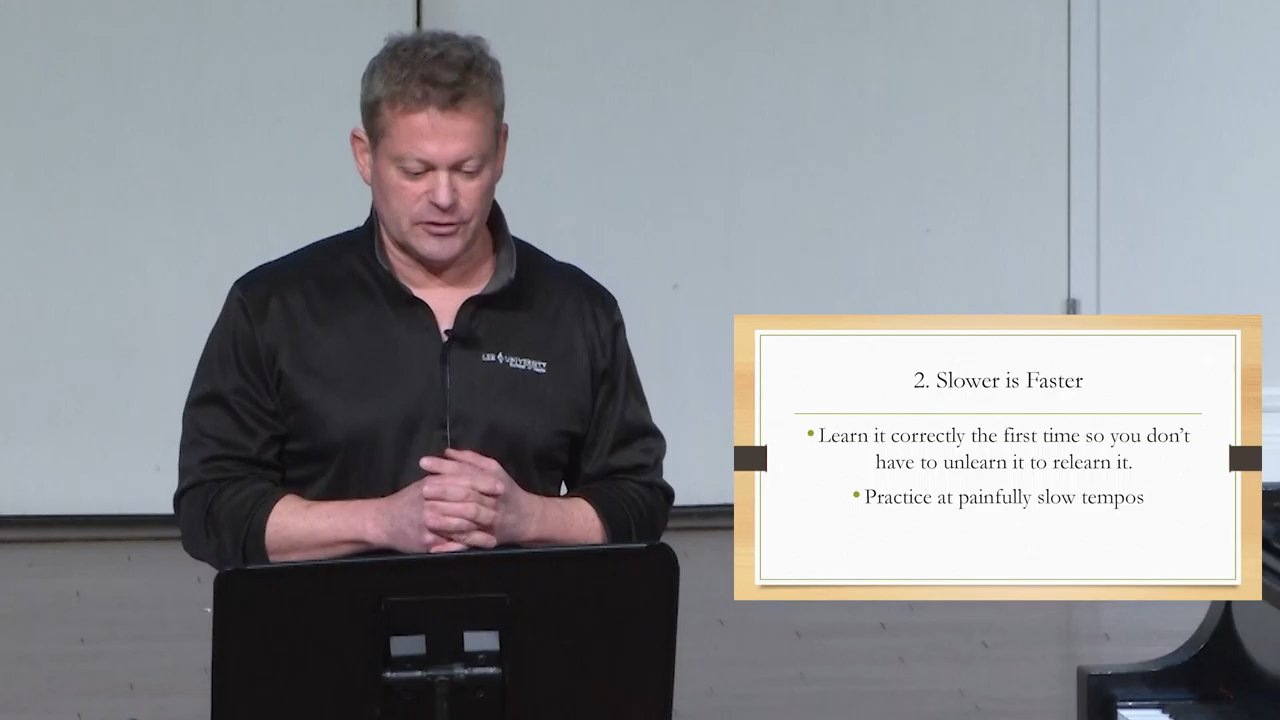 LEE UNIVERSITY
2. Slower is Faster
• Learn it correctly the first time so you don't
have to unlearn it to relearn it.
• Practice at painfully slow tempos